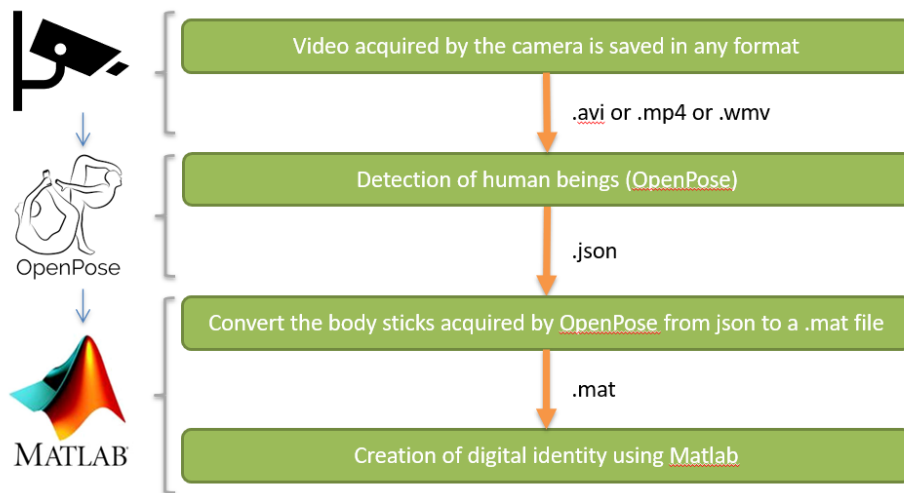 Video acquired by the camera is saved in any format
.avi or .mp4 or .wmv
Detection of human beings (OpenPose)
OpenPose
.json
Convert the body sticks acquired by OpenPose from json to a .mat file
.mat
MATLAB
Creation of digital identity using Matlab